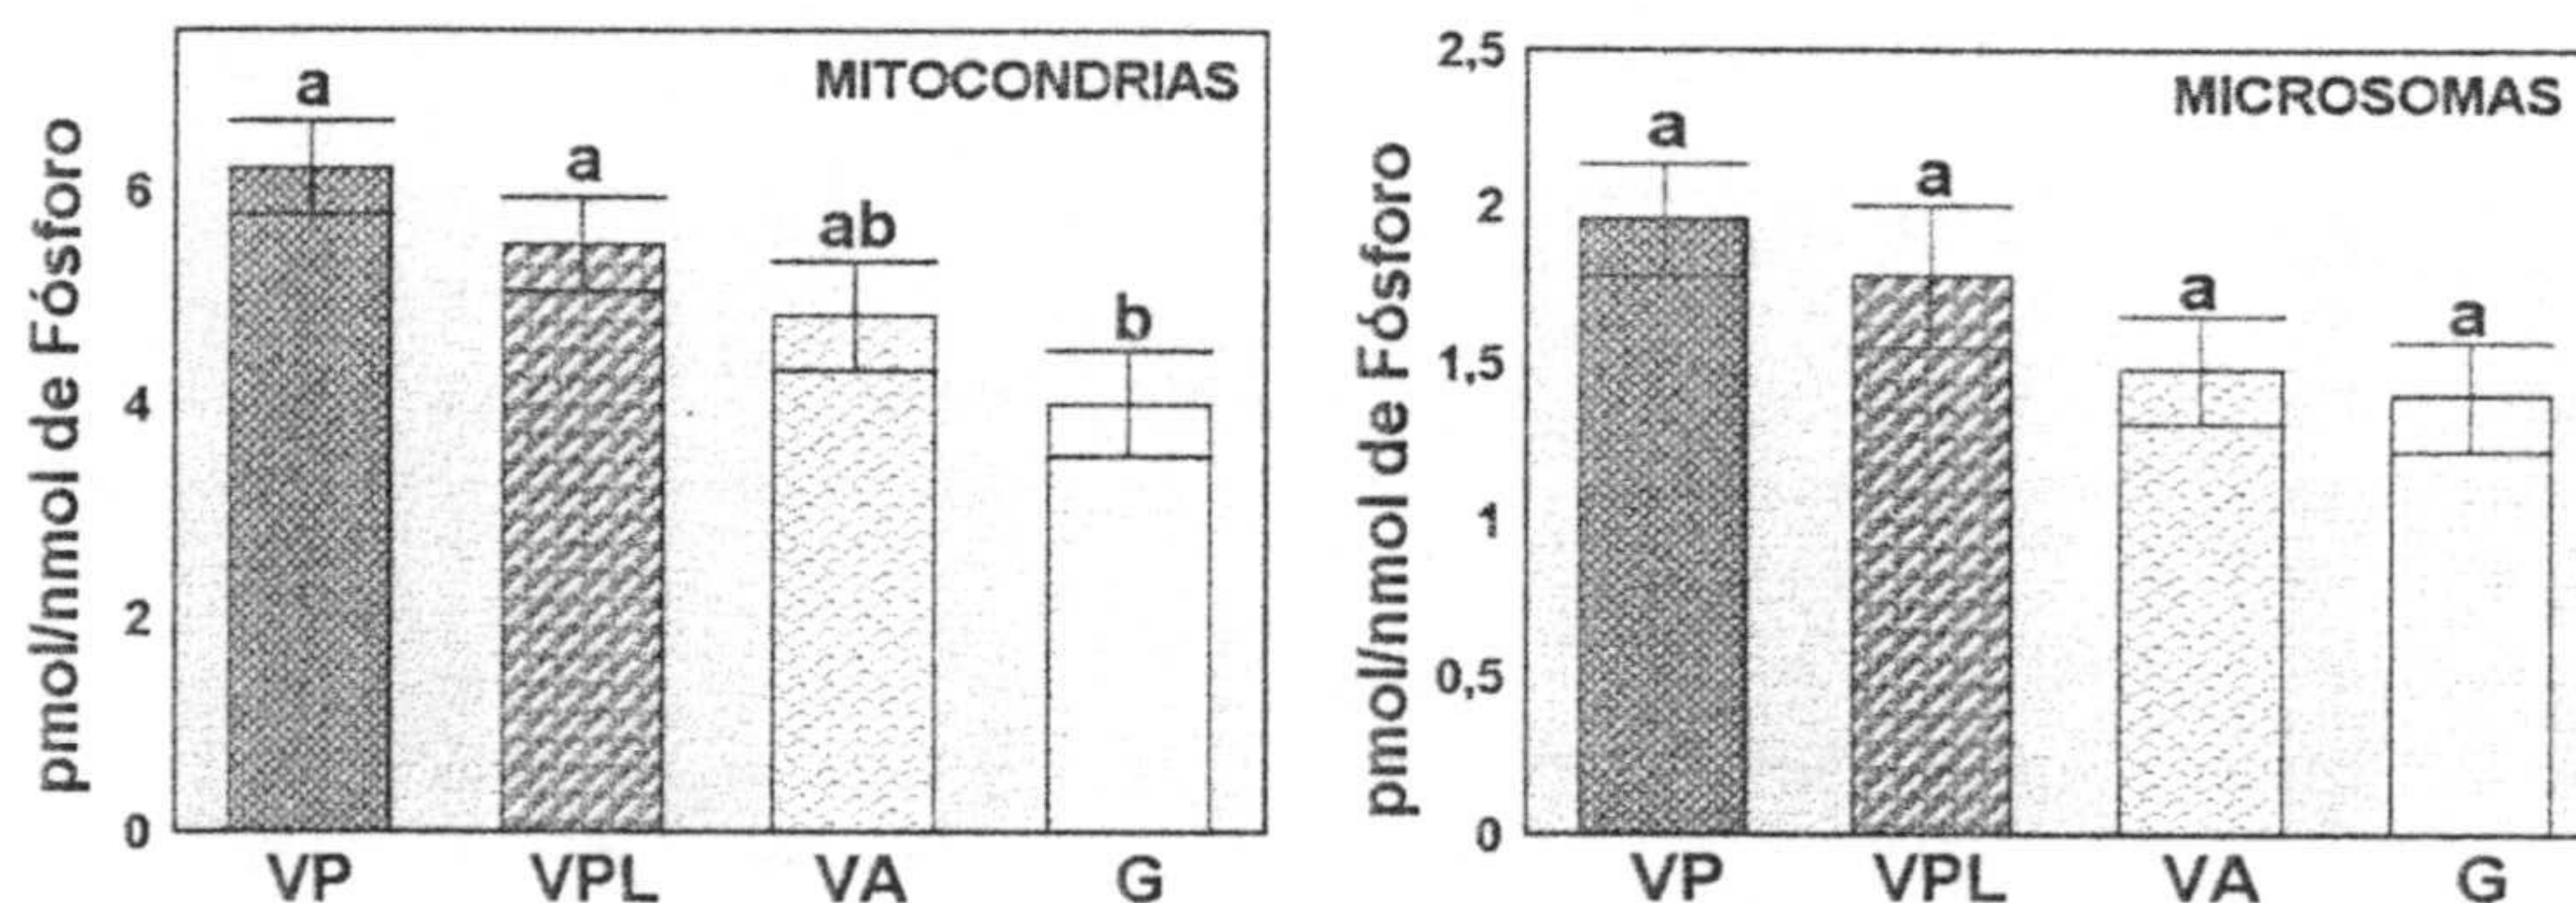 MITOCONDRIAS
pmol/nmol de Fósforo
6
4
2
0
a
a
ab
b
VP VPL VA G
MICROSOMAS
pmol/nmol de Fósforo
2,5
2
1,5
1
0,5
0
a
a
a
a
VP VPL VA G